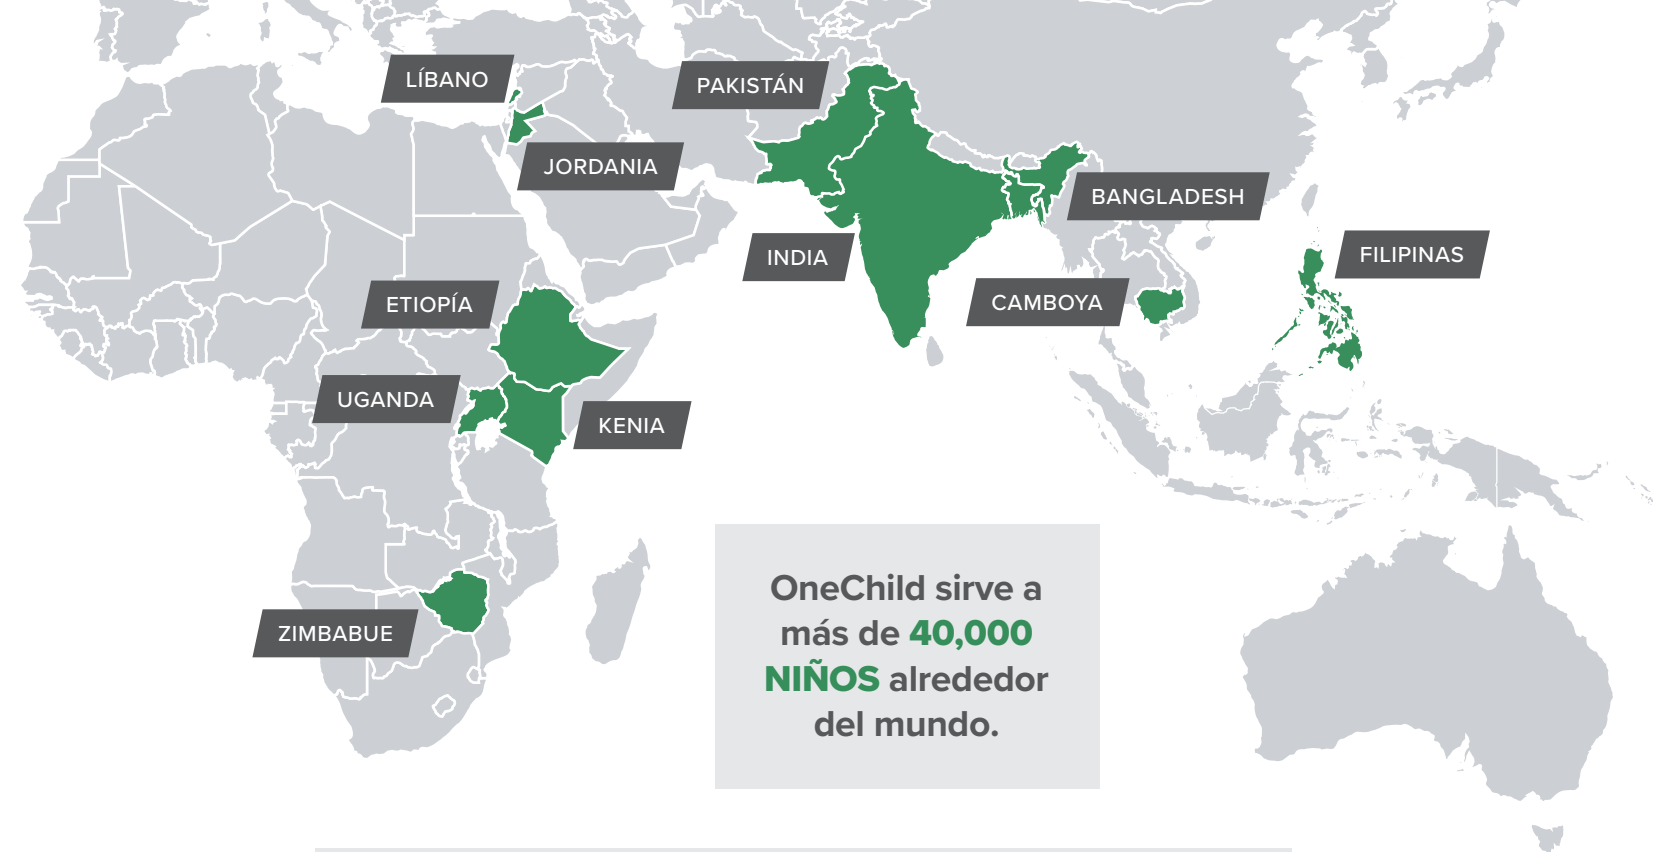 LÍBANO
PAKISTÁN
JORDANIA
BANGLADESH
INDIA
FILIPINAS
ETIOPÍA
CAMBOYA
UGANDA
KENIA
ZIMBABUE
OneChild sirve a
más de 40,000
NIÑOS alrededor
del mundo.